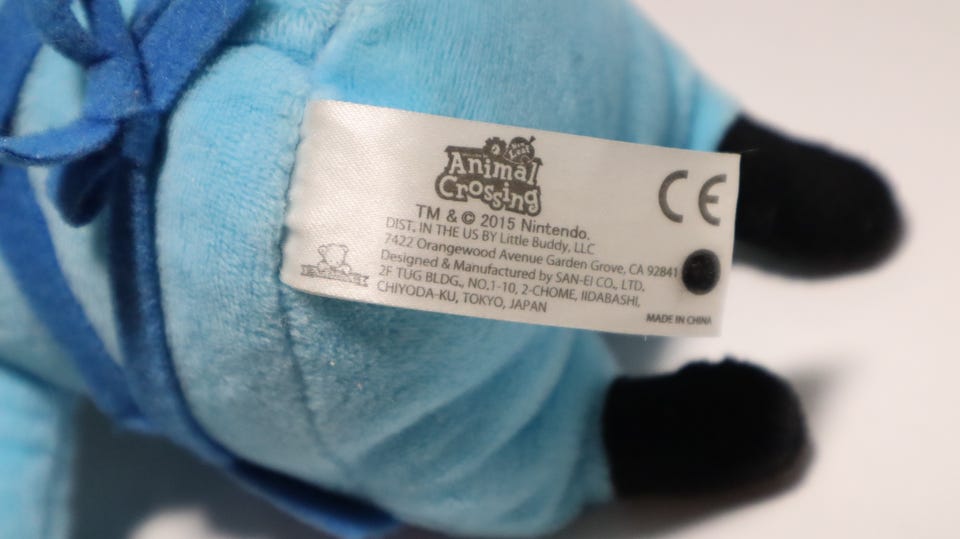 New Leaf
Animal
Crossing
TM & © 2015 Nintendo.
DIST. IN THE US BY Little Buddy, LLC
7422 Orangewood Avenue Garden Grove, CA 92841
Designed & Manufactured by SAN-EI CO., LTD.
2F TUG BLDG., NO.1-10, 2-CHOME, IIDABASHI,
CHIYODA-KU, TOKYO, JAPAN
CE
MADE IN CHINA